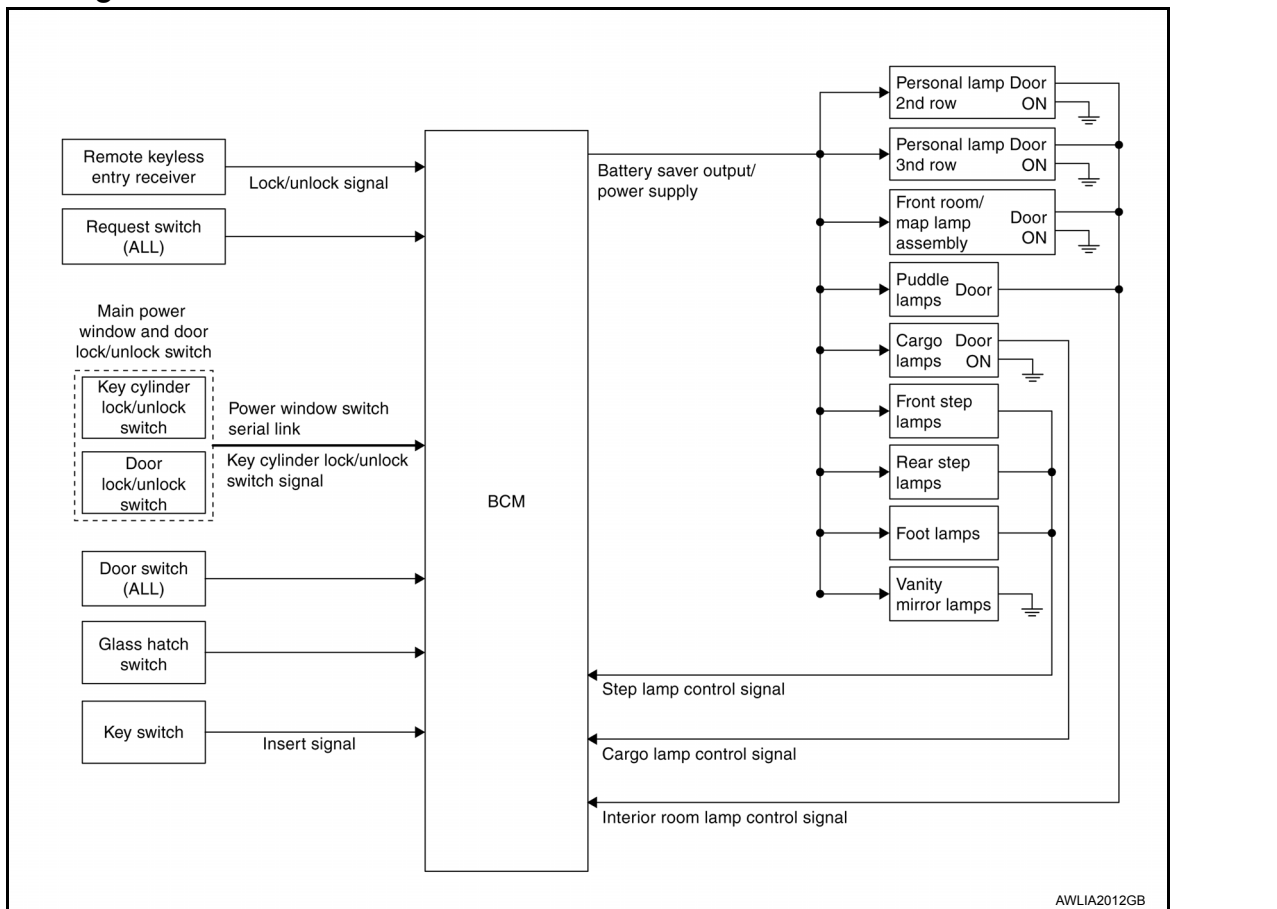 Remote keyless
entry receiver
Lock/unlock signal
Request switch
(ALL)
Main power
window and door
lock/unlock switch
Key cylinder
lock/unlock
switch
Door
lock/unlock
switch
Power window switch
serial link
Key cylinder lock/unlock
switch signal
Door switch
(ALL)
Glass hatch
switch
Key switch
Insert signal
BCM
Battery saver output/
power supply
Personal lamp Door
2nd row ON
Personal lamp Door
3nd row ON
Front room/
map lamp
assembly
Door
ON
Puddle
lamps
Door
Cargo Door
lamps ON
Front step
lamps
Rear step
lamps
Foot lamps
Vanity
mirror lamps
Step lamp control signal
Cargo lamp control signal
Interior room lamp control signal
AWLIA2012GB